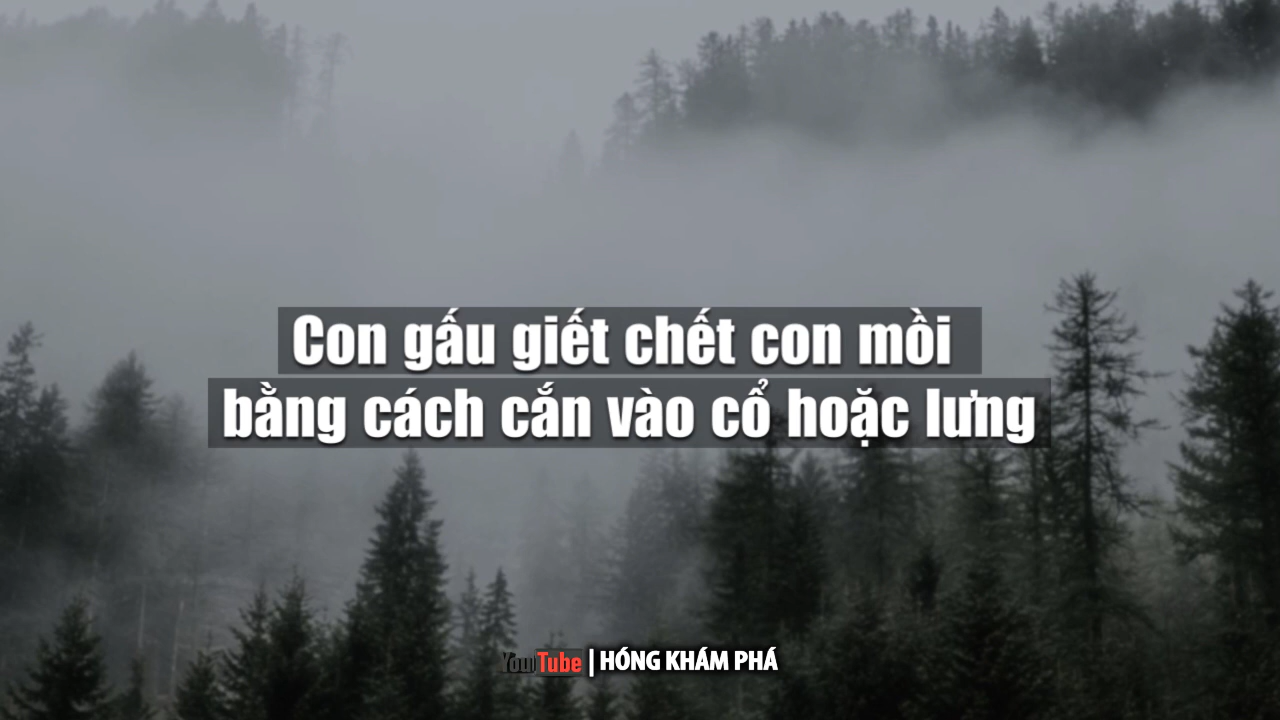 Con gấu giết chết con mồi
bằng cách cắn vào cổ hoặc lưng
YouTube | HÓNG KHÁM PHÁ